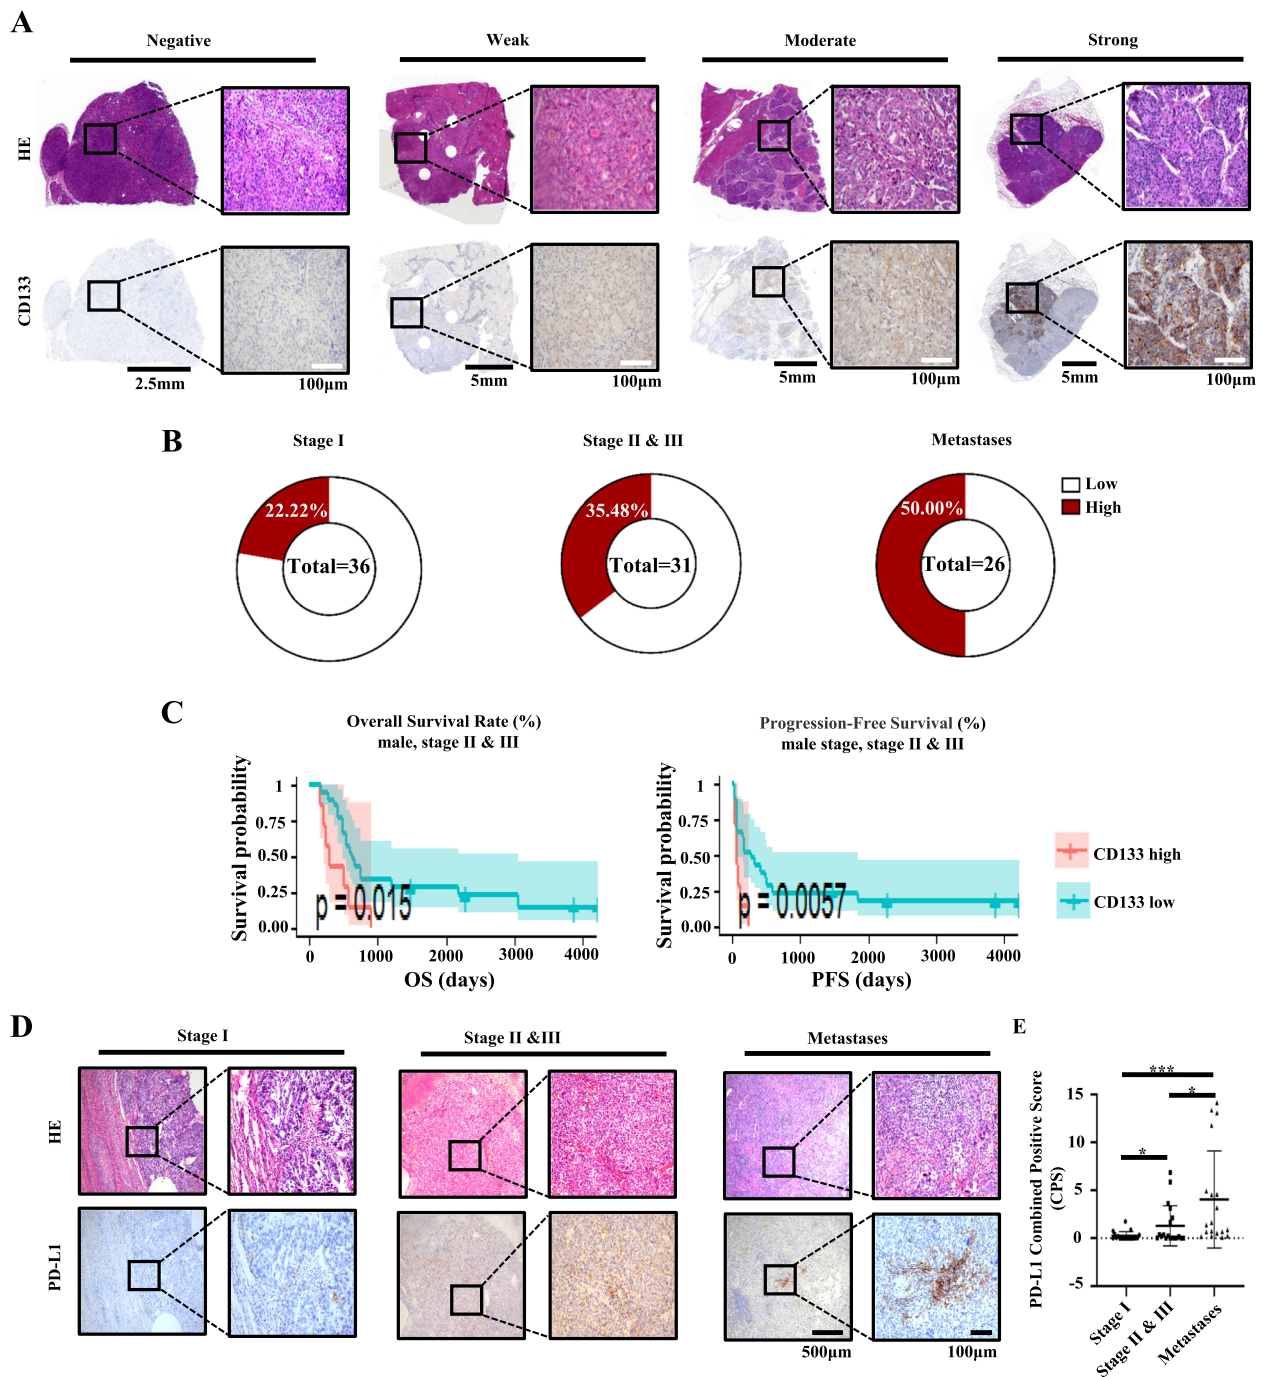 A
Negative
Weak
Moderate
Strong
HE
CD133
2.5mm
100μm
5mm
100μm
5mm
100μm
5mm
100μm
B
Stage I
Stage II & III
Metastases
22.22%
Total=36
35.48%
Total=31
50.00%
Total=26
Low
High
C
Overall Survival Rate (%)
male, stage II & III
Survival probability
1
0.75
0.50
0.25
0.00
p = 0.015
0 1000 2000 3000 4000
OS (days)
Progression-Free Survival (%)
male stage, stage II & III
Survival probability
1
0.75
0.50
0.25
0.00
p = 0.0057
0 1000 2000 3000 4000
PFS (days)
CD133 high
CD133 low
D
Stage I
Stage II &III
Metastases
HE
PD-L1
500μm
100μm
E
PD-L1 Combined Positive Score
(CPS)
15
10
5
0
-5
***
*
*
Stage I
Stage II & III
Metastases